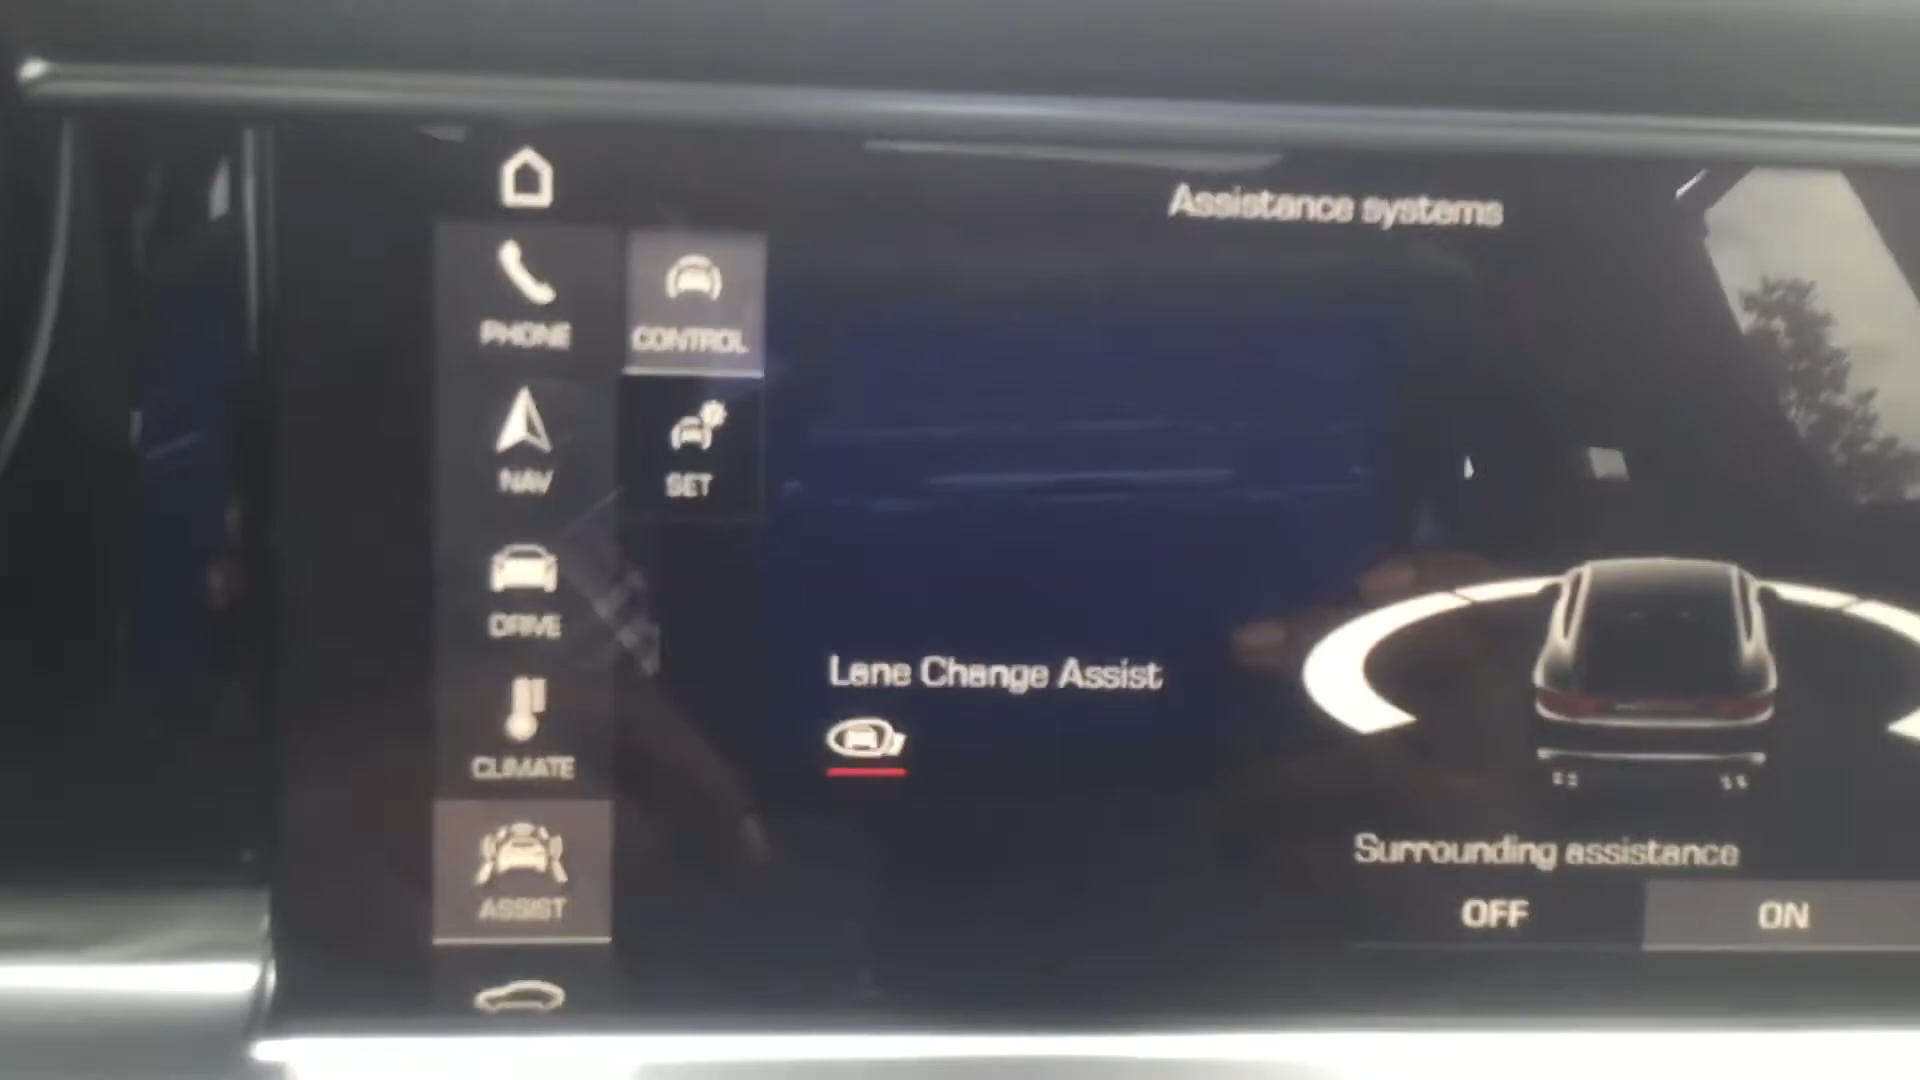 Assistance systems
PHONE
CONTROL
NAV
SET
DRIVE
Lane Change Assist
CLIMATE
Surrounding assistance
ASSIST
OFF
ON